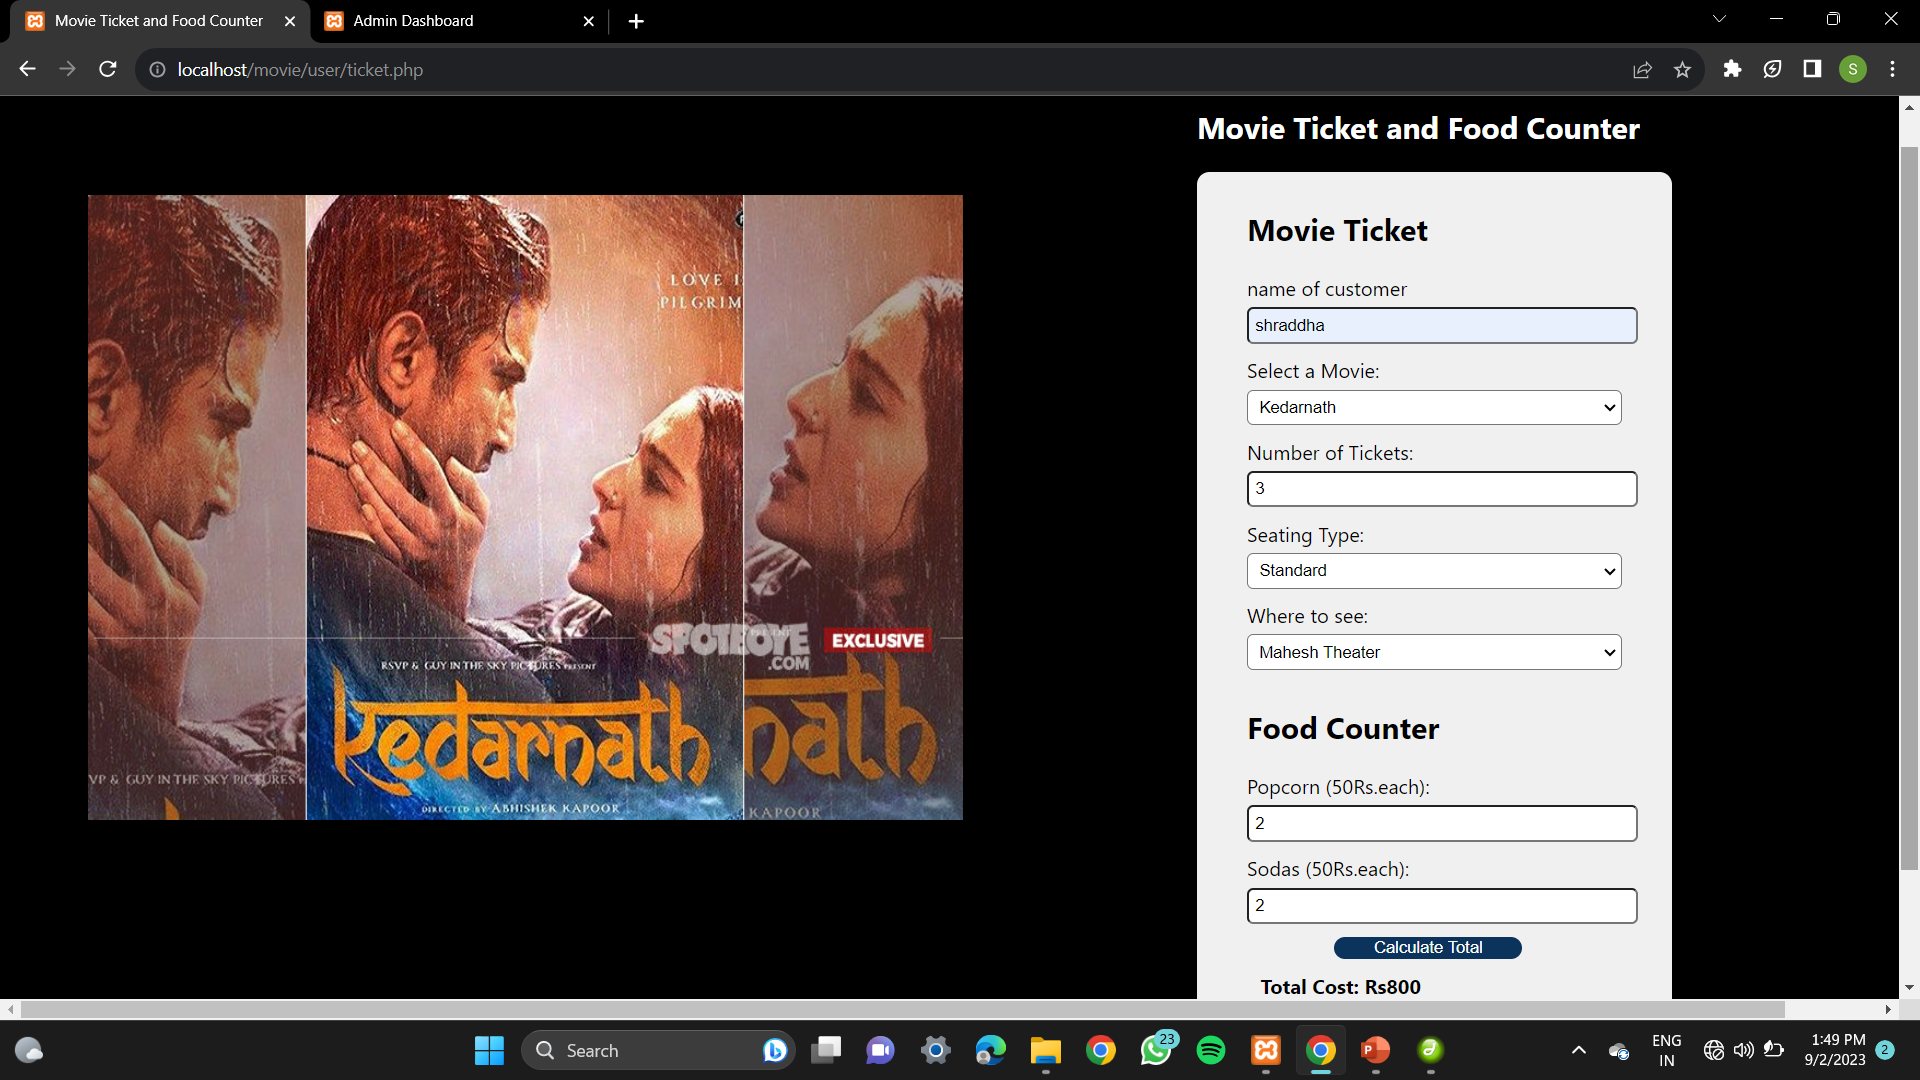 Movie Ticket and Food Counter
Admin Dashboard
localhost/movie/user/ticket.php
S
Movie Ticket and Food Counter
LOVE
PILGRIM
SPOTBOYE
.COM
EXCLUSIVE
RSVP & GUY IN THE SKY PICTURES PRESENT
kedarnath
nath
VP & GUY IN THE SKY PICTURES
DIRECTED BY ABHISHEK KAPOOR
KAPOOR
Movie Ticket
name of customer
shraddha
Select a Movie:
Kedarnath
Number of Tickets:
3
Seating Type:
Standard
Where to see:
Mahesh Theater
Food Counter
Popcorn (50Rs.each):
2
Sodas (50Rs.each):
2
Calculate Total
Total Cost: Rs800
Search
23
P
ENG
IN
1:49 PM
9/2/2023
2